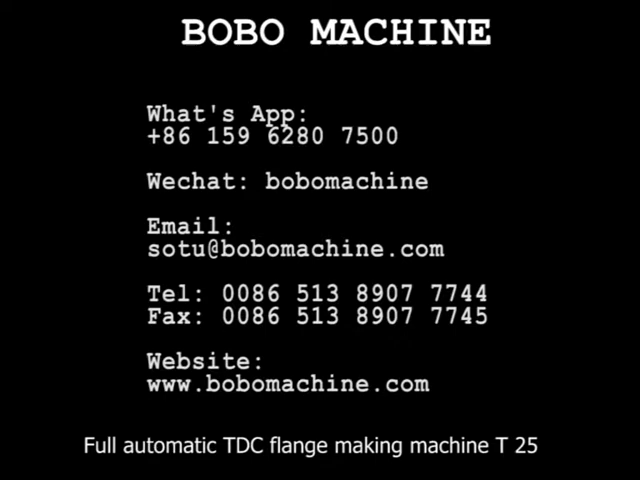 BOBO MACHINE
What's App:
+86 159 6280 7500
Wechat: bobomachine
Email:
sotu@bobomachine.com
Tel: 0086 513 8907 7744
Fax: 0086 513 8907 7745
Website:
www.bobomachine.com
Full automatic TDC flange making machine T 25